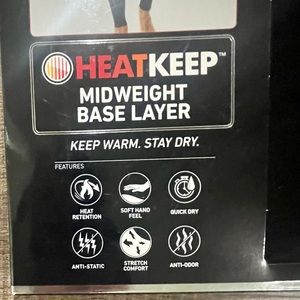 HEATKEEP™
MIDWEIGHT
BASE LAYER
KEEP WARM. STAY DRY.
FEATURES
HEAT
RETENTION
SOFT HAND
FEEL
QUICK DRY
ANTI-STATIC
STRETCH
COMFORT
ANTI-ODOR